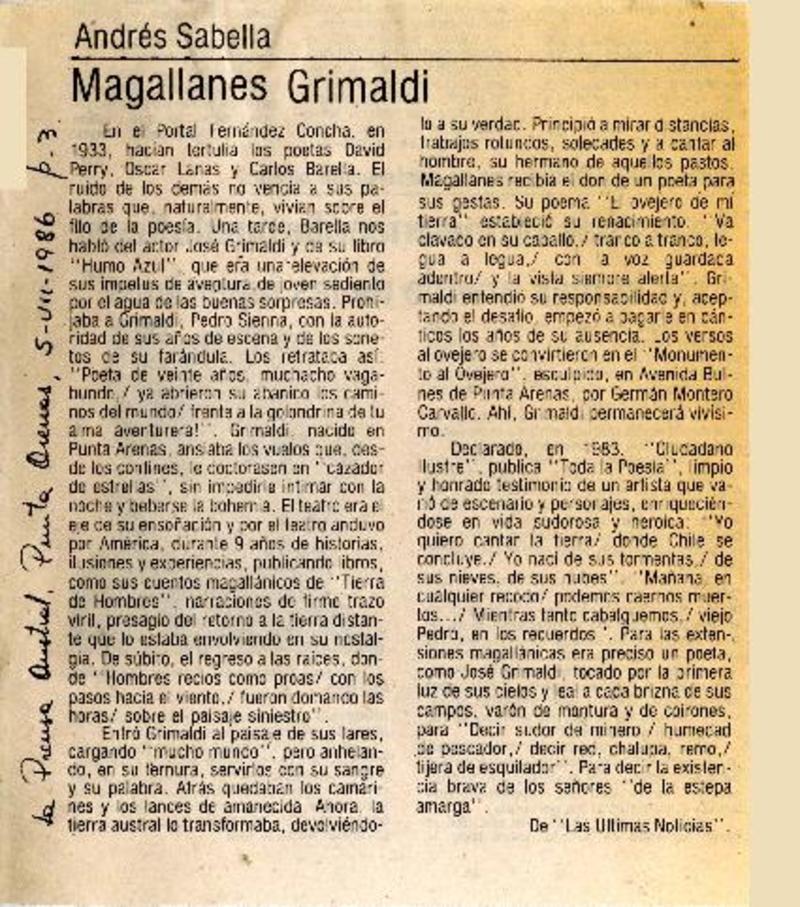 Andrés Sabella
Magallanes Grimaldi
En el Portal Fernández Concha, en
1933, hacían tertulia los poetas David
Perry, Oscar Lanas y Carlos Barella. El
ruido de los demás no vencía a sus pa-
labras que, naturalmente, vivían sobre el
filo de la poesía. Una tarde, Barella nos
habló del actor José Grimaldi y de su libro
"Humo Azul", que era una elevación de
sus ímpetus de aventura de joven sediento
por el agua de las buenas sorpresas. Prohi-
jaba a Grimaldi, Pedro Sienna, con la auto-
ridad de sus años de escena y de los sone-
tos de su farándula. Los retrataba así:
"Poeta de veinte años, muchacho vaga-
bundo,/ ya abrieron su abanico los cami-
nos del mundo/ frente a la golondrina de tu
alma aventurera!". Grimaldi, nacido en
Punta Arenas, ansiaba los vuelos que, des-
de los confines, lo doctorasen en "cazador
de estrellas", sin impedirle intimar con la
noche y beberse la bohemia. El teatro era el
eje de su ensoñación y por el teatro anduvo
por América, durante 9 años de historias,
ilusiones y experiencias, publicando libros,
como sus cuentos magallánicos de "Tierra
de Hombres", narraciones de firme trazo
viril, presagio del retorno a la tierra distan-
te que lo estaba envolviendo en su nostal-
gia. De súbito, el regreso a las raíces, don-
de "Hombres recios como proas/ con los
pasos hacia el viento,/ fueron domando las
horas/ sobre el paisaje siniestro".
Entró Grimaldi al paisaje de sus lares,
cargando "mucho mundo", pero anhelan-
do, en su ternura, servirlos con su sangre
y su palabra. Atrás quedaban los camari-
nes y los lances de amanecida. Ahora, la
tierra austral lo transformaba, devolviéndo-
lo a su verdad. Principió a mirar distancias,
trabajos rotundos, soledades y a cantar al
hombre, su hermano de aquellos pastos.
Magallanes recibía el don de un poeta para
sus gestas. Su poema "El ovejero de mi
tierra" estableció su renacimiento. "Va
clavado en su caballo,/ tranco a tranco, le-
gua a legua,/ con la voz guardada
adentro/ y la vista siempre alerta". Gri-
maldi entendió su responsabilidad y, acep-
tando el desafío, empezó a pagarle en cán-
ticos los años de su ausencia. Los versos
al ovejero se convirtieron en el "Monumen-
to al Ovejero", esculpido, en Avenida Bul-
nes de Punta Arenas, por Germán Montero
Carvallo. Ahí, Grimaldi permanecerá vivísi-
mo.
Declarado, en 1983, "Ciudadano
Ilustre", publica "Toda la Poesía", limpio
y honrado testimonio de un artista que va-
rió de escenario y personajes, enriquecién-
dose en vida sudorosa y heroica: "Yo
quiero cantar la tierra/ donde Chile se
concluye./ Yo nací de sus tormentas,/ de
sus nieves, de sus nubes". "Mañana, en
cualquier recodo/ podemos caernos muer-
tos.../ Mientras tanto cabalguemos,/ viejo
Pedro, en los recuerdos". Para las exten-
siones magallánicas era preciso un poeta,
como José Grimaldi, tocado por la primera
luz de sus cielos y leal a cada brizna de sus
campos, varón de montura y de coirones,
para "Decir sudor de minero / humedad
de pescador,/ decir red, chalupa, remo,/
tijera de esquilador". Para decir la existen-
cia brava de los señores "de la estepa
amarga".
De "Las Ultimas Noticias".
La Prensa Austral, Punta Arenas, 5-VII-1986 p. 3.